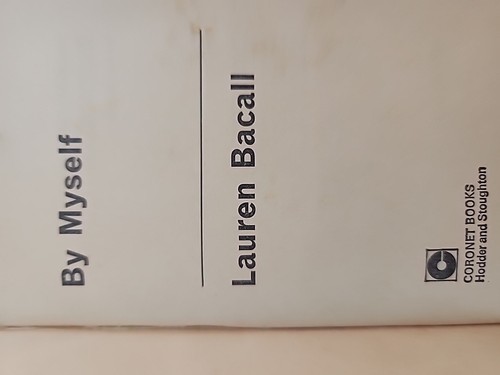 By Myself
Lauren Bacall
CORONET BOOKS
Hodder and Stoughton